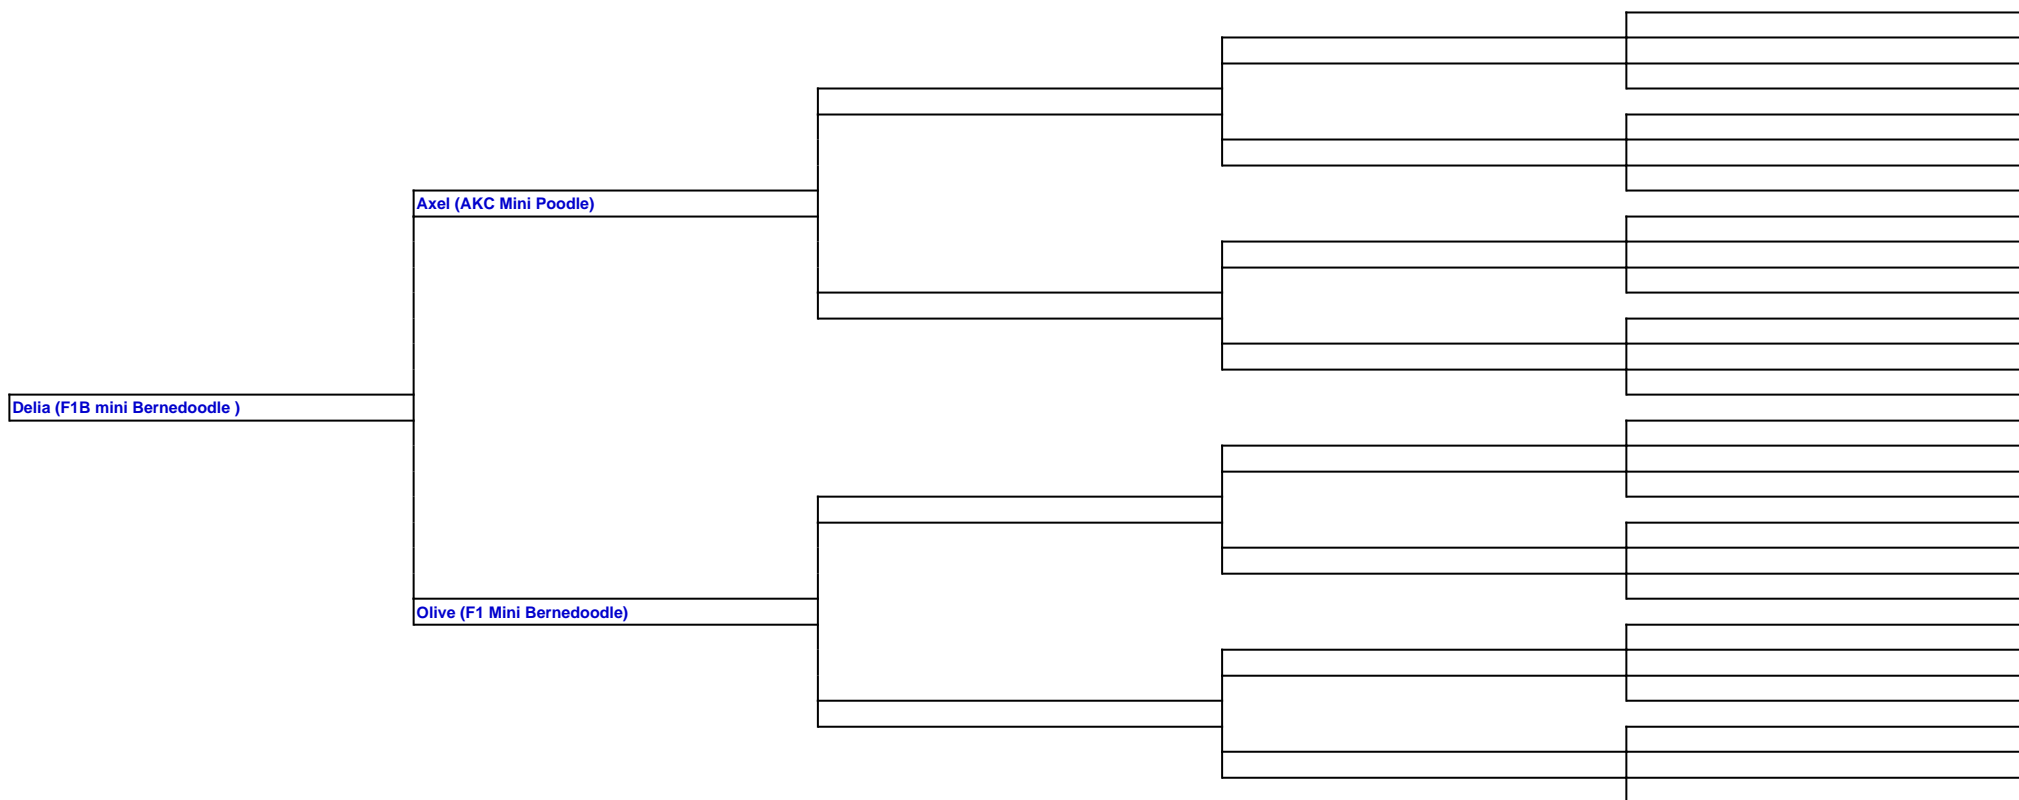 Axel (AKC Mini Poodle)
Delia (F1B mini Bernedoodle )
Olive (F1 Mini Bernedoodle)